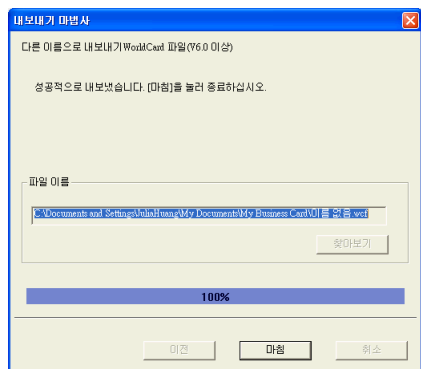 내보내기 마법사
다른 이름으로 내보내기WorldCard 파일(V6.0 이상)
성공적으로 내보냈습니다. [마침]을 눌러 종료하십시오.
파일 이름
C:\Documents and Settings\JuliaHuang\My Documents\My Business Card\이름 없음.wcf
찾아보기
100%
이전 마침 취소